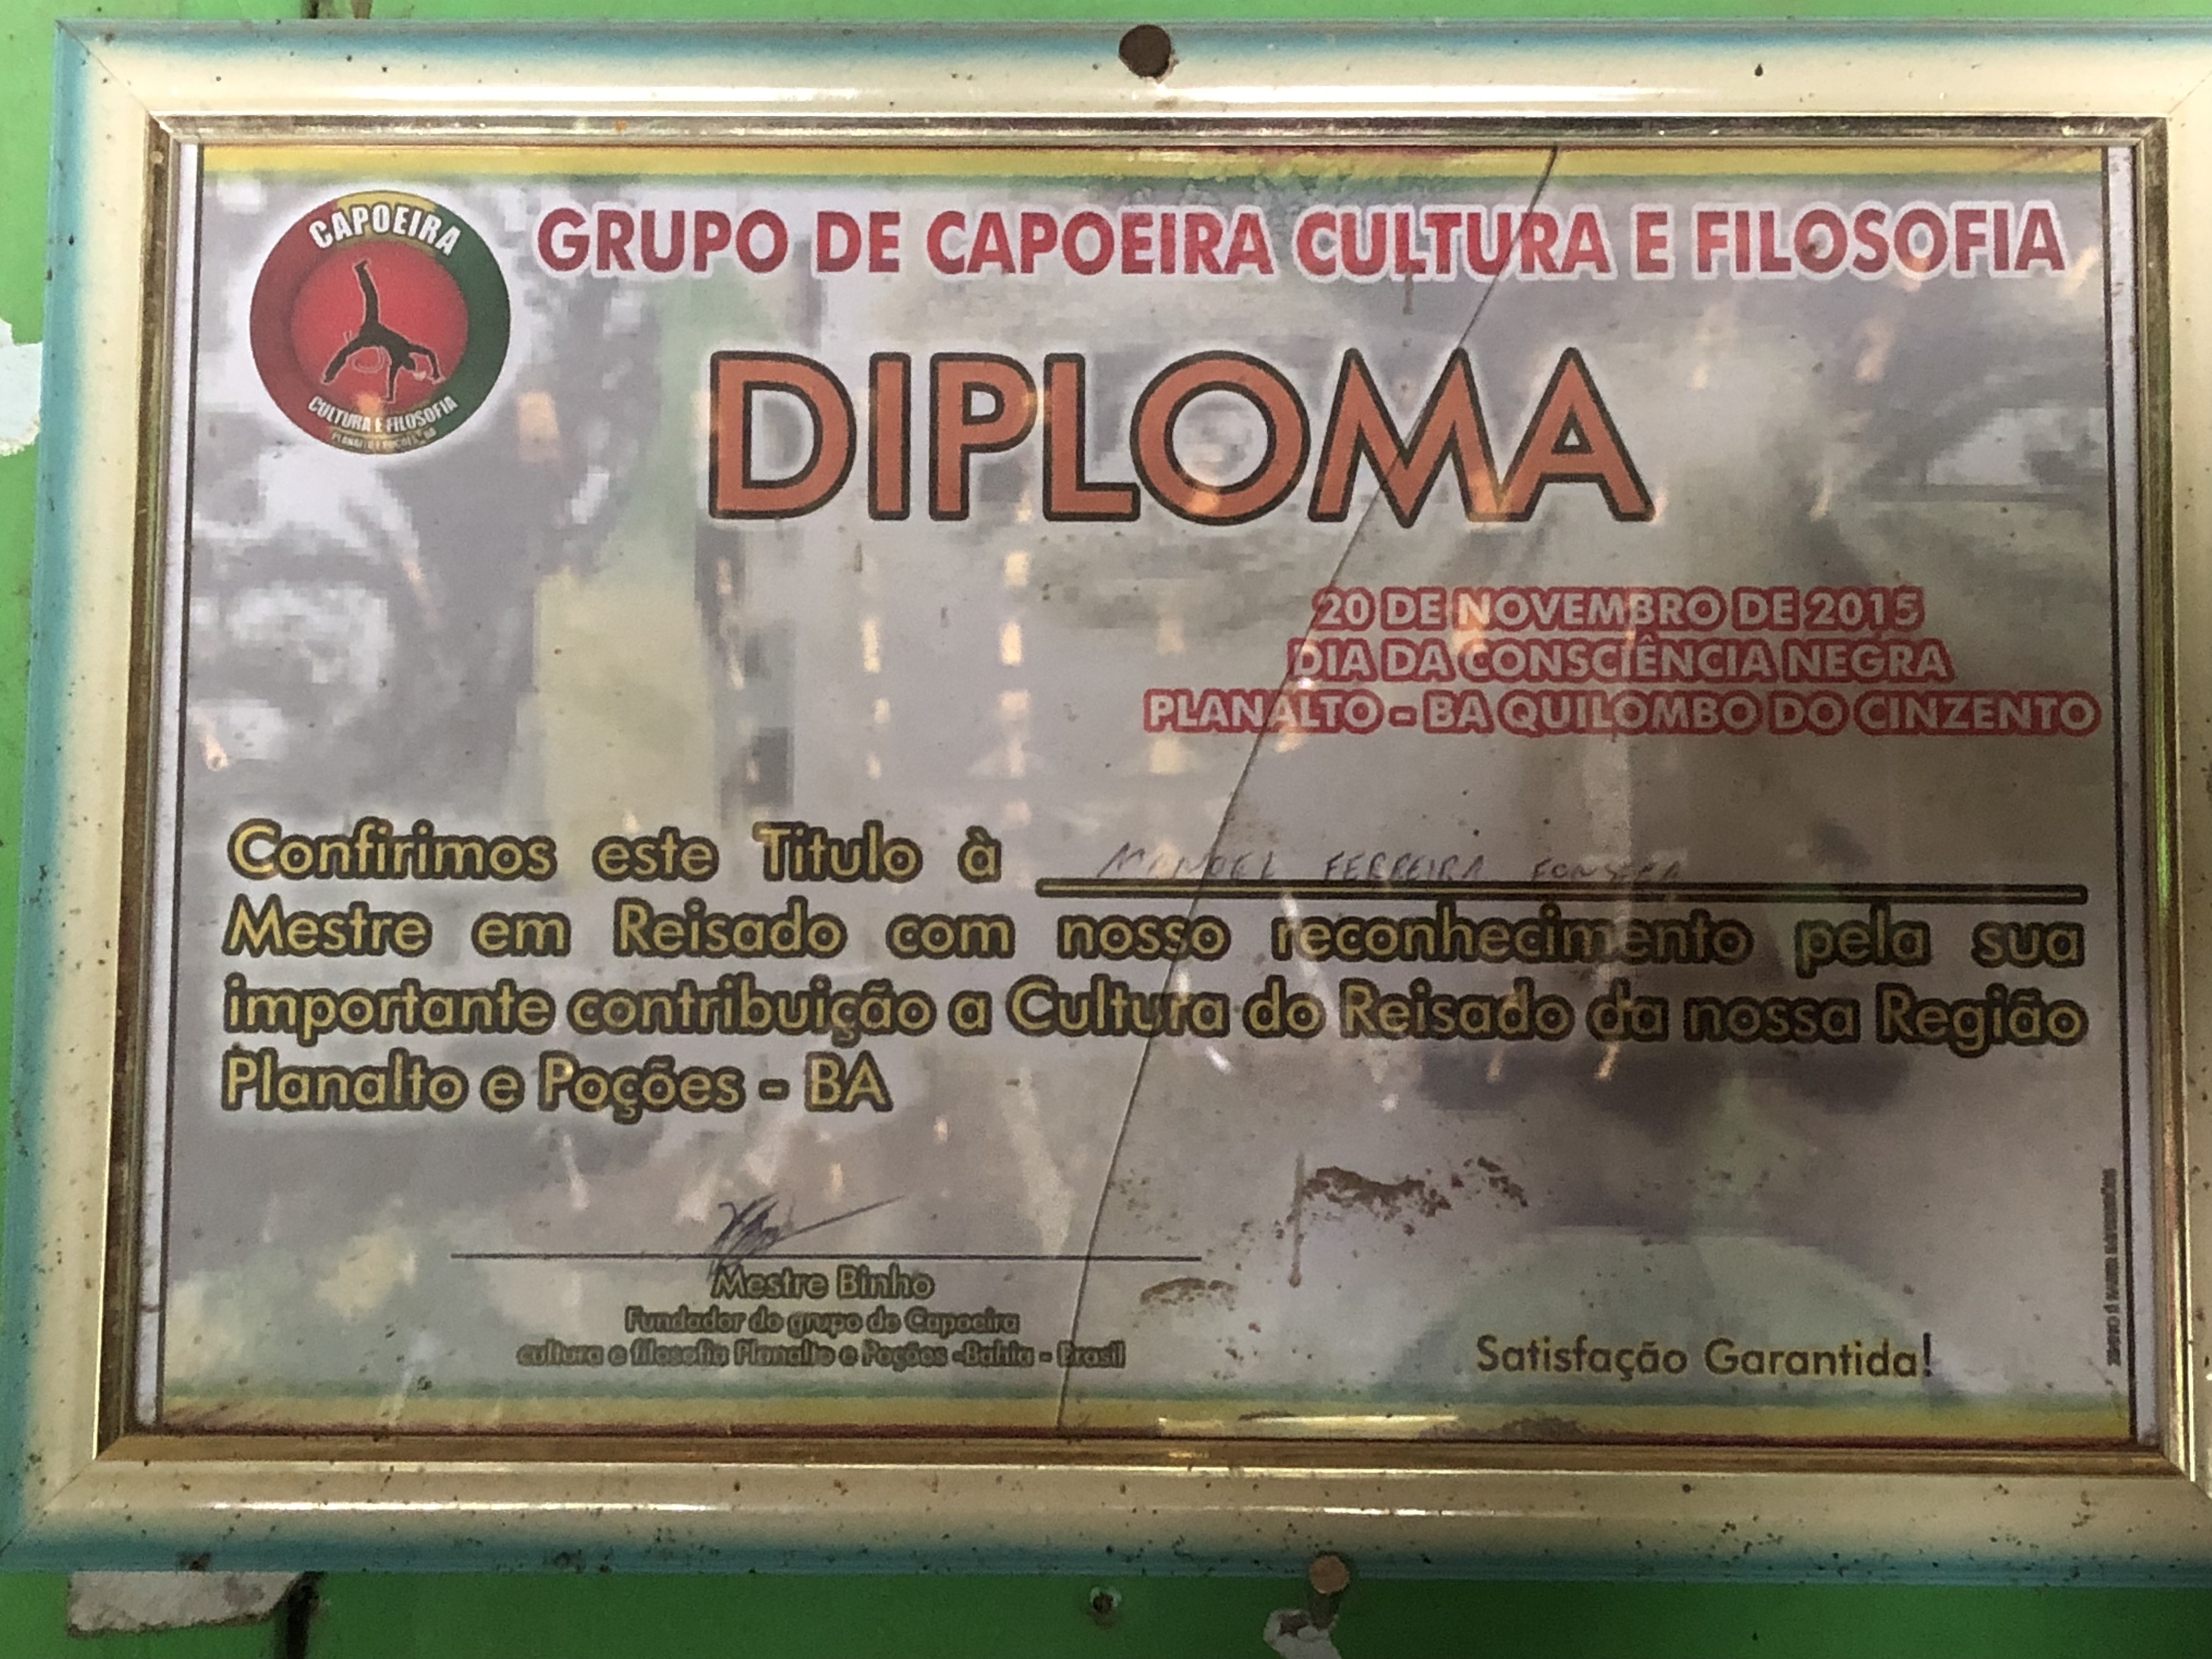 CAPOEIRA
CULTURA E FILOSOFIA
GRUPO DE CAPOEIRA CULTURA E FILOSOFIA
DIPLOMA
20 DE NOVEMBRO DE 2015
DIA DA CONSCIÊNCIA NEGRA
PLANALTO - BA QUILOMBO DO CINZENTO
Confirimos este Titulo à MANOEL FERREIRA FONSECA
Mestre em Reisado com nosso reconhecimento pela sua
importante contribuição a Cultura do Reisado da nossa Região
Planalto e Poções - BA
Mestre Binho
Fundador do grupo de Capoeira
cultura e filosofia Planalto e Poções -Bahia - Brasil
Satisfação Garantida!